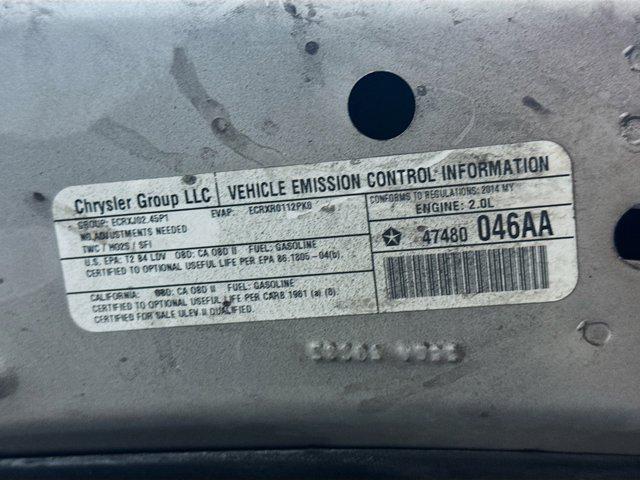 Chrysler Group LLC
VEHICLE EMISSION CONTROL INFORMATION
GROUP: ECRXJ02.45P1
EVAP: ECRXR0112PK0
CONFORMS TO REGULATIONS: 2014 MY
NO ADJUSTMENTS NEEDED
ENGINE: 2.0L
TWC / HO2S / SFI
U.S. EPA: T2 B4 LDV OBD: CA OBD II FUEL: GASOLINE
CERTIFIED TO OPTIONAL USEFUL LIFE PER EPA 86.1805-04(b).
47480 046AA
CALIFORNIA: OBD: CA OBD II FUEL: GASOLINE
CERTIFIED TO OPTIONAL USEFUL LIFE PER CARB 1961 (a) (8).
CERTIFIED FOR SALE ULEV II QUALIFIED.